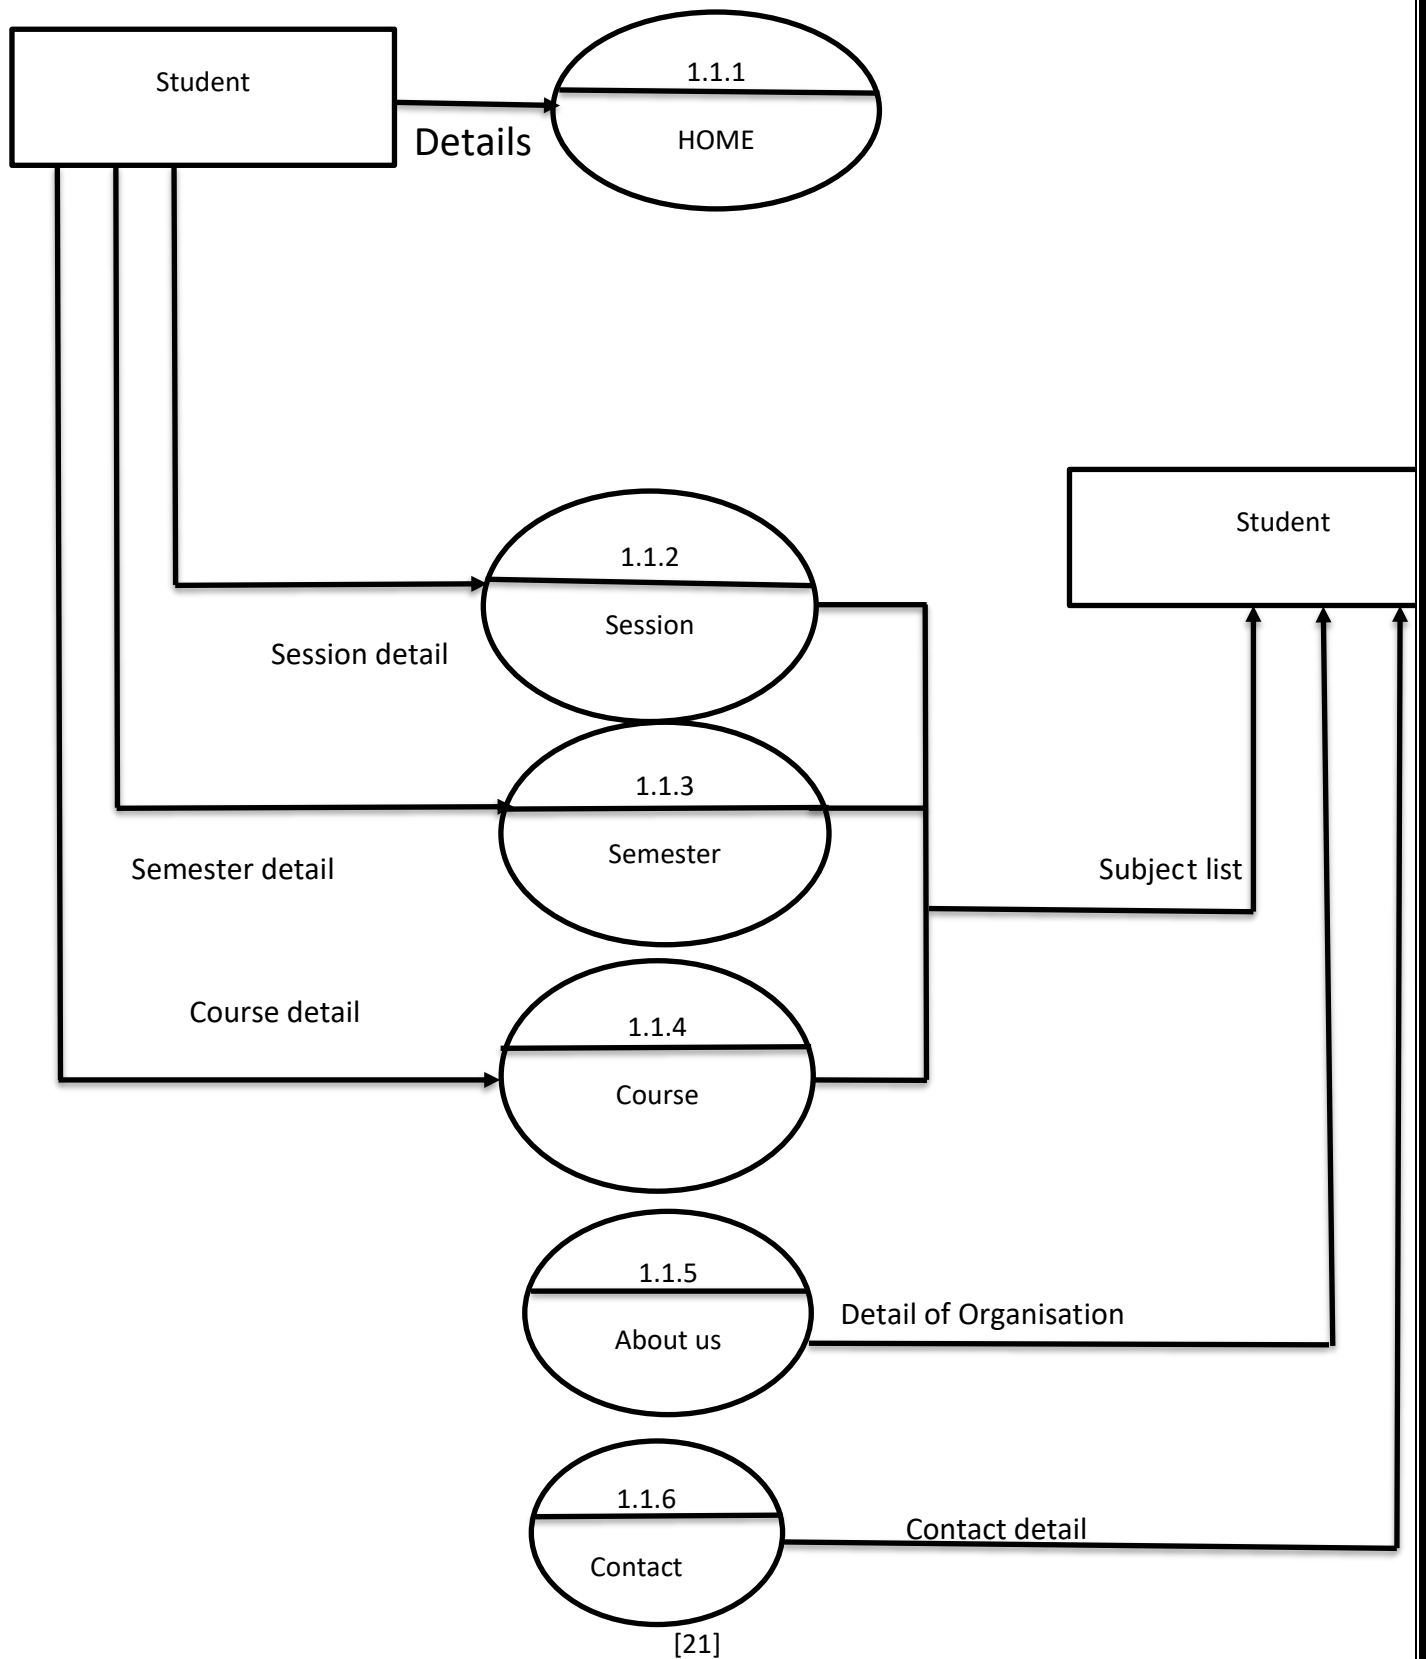 Student
1.1.1
Details
HOME
1.1.2
Student
Session
Session detail
1.1.3
Semester
Semester detail
Subject list
Course detail
1.1.4
Course
1.1.5
Detail of Organisation
About us
1.1.6
Contact detail
Contact
[21]